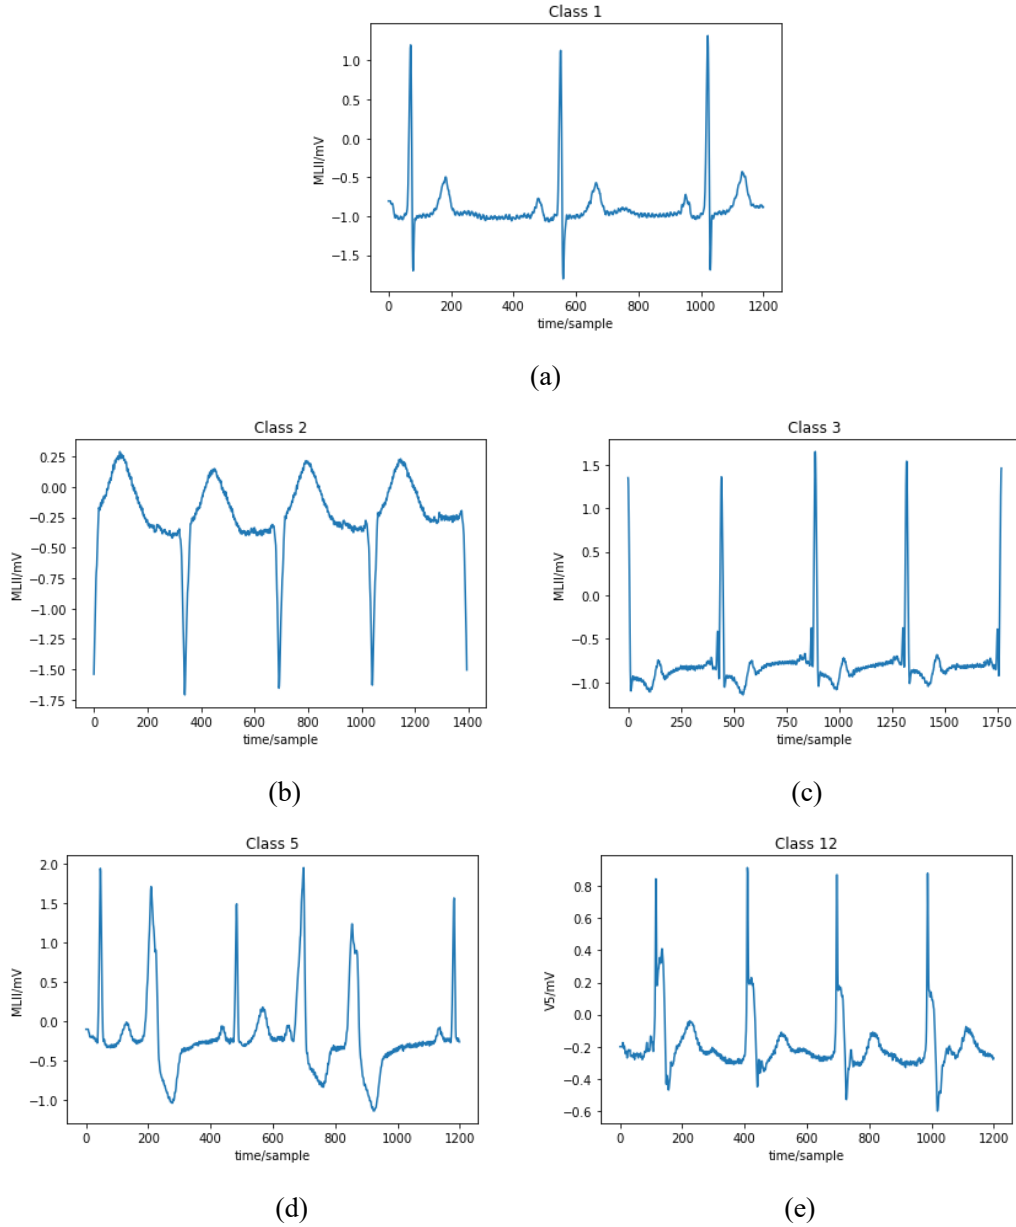 Class 1
MLII/mV
1.0
0.5
0.0
−0.5
−1.0
−1.5
0 200 400 600 800 1000 1200
time/sample
(a)
Class 2
MLII/mV
0.25
0.00
−0.25
−0.50
−0.75
−1.00
−1.25
−1.50
−1.75
0 200 400 600 800 1000 1200 1400
time/sample
(b)
Class 3
MLII/mV
1.5
1.0
0.5
0.0
−0.5
−1.0
0 250 500 750 1000 1250 1500 1750
time/sample
(c)
Class 5
MLII/mV
2.0
1.5
1.0
0.5
0.0
−0.5
−1.0
0 200 400 600 800 1000 1200
time/sample
(d)
Class 12
V5/mV
0.8
0.6
0.4
0.2
0.0
−0.2
−0.4
−0.6
0 200 400 600 800 1000 1200
time/sample
(e)